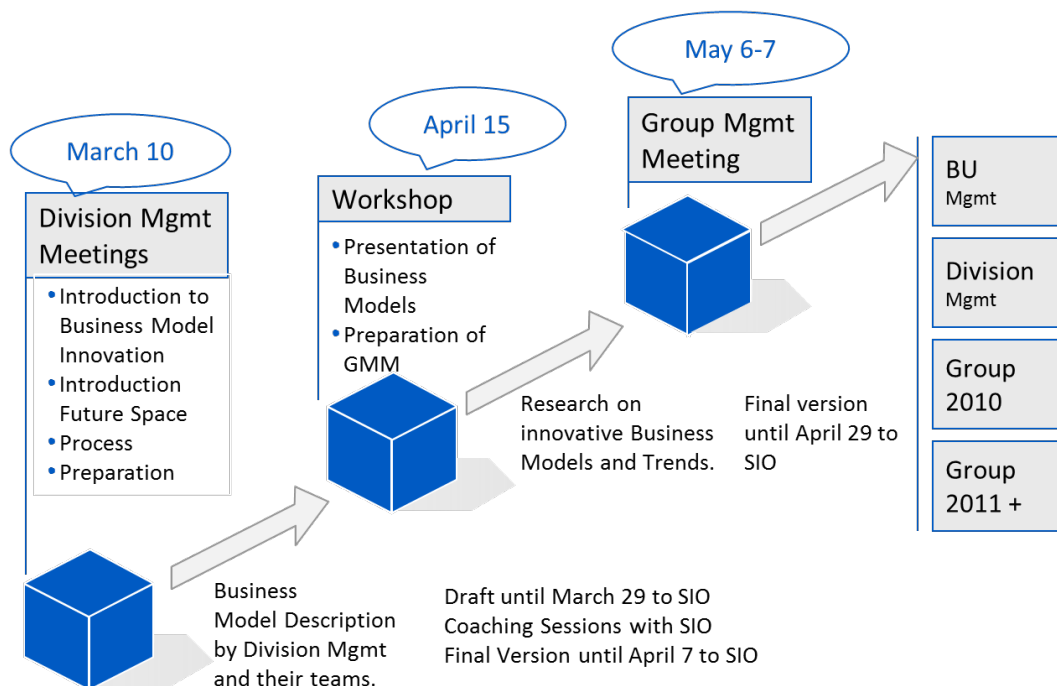 March 10
Division Mgmt
Meetings
• Introduction to
Business Model
Innovation
• Introduction
Future Space
• Process
• Preparation
Business
Model Description
by Division Mgmt
and their teams.
Draft until March 29 to SIO
Coaching Sessions with SIO
Final Version until April 7 to SIO
April 15
Workshop
• Presentation of
Business
Models
• Preparation of
GMM
Research on
innovative Business
Models and Trends.
Final version
until April 29 to
SIO
May 6-7
Group Mgmt
Meeting
BU
Mgmt
Division
Mgmt
Group
2010
Group
2011 +